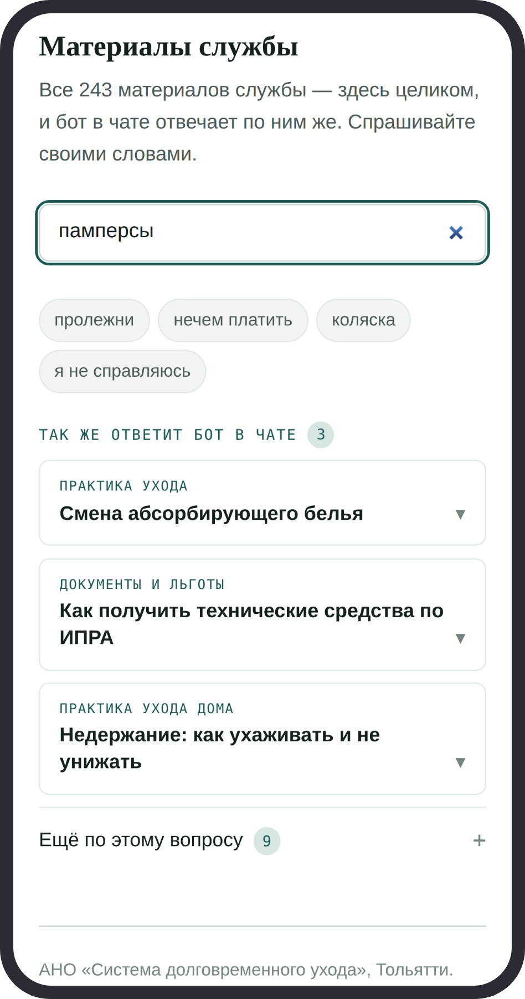 Материалы службы
Все 243 материалов службы — здесь целиком,
и бот в чате отвечает по ним же. Спрашивайте
своими словами.
памперсы
пролежни
нечем платить
коляска
я не справляюсь
ТАК ЖЕ ОТВЕТИТ БОТ В ЧАТЕ 3
ПРАКТИКА УХОДА
Смена абсорбирующего белья
ДОКУМЕНТЫ И ЛЬГОТЫ
Как получить технические средства по
ИПРА
ПРАКТИКА УХОДА ДОМА
Недержание: как ухаживать и не
унижать
Ещё по этому вопросу 9 +
АНО «Система долговременного ухода», Тольятти.